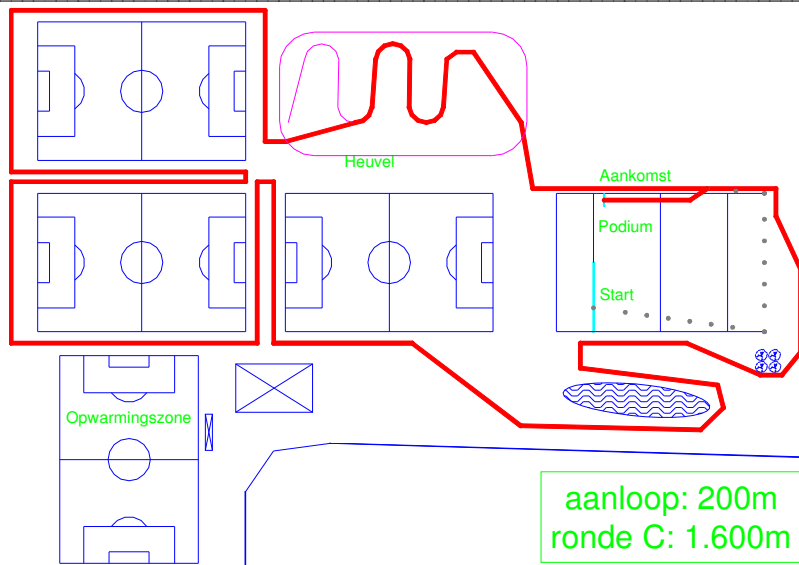 Heuvel
Aankomst
Podium
Start
Opwarmingszone
aanloop: 200m
ronde C: 1.600m